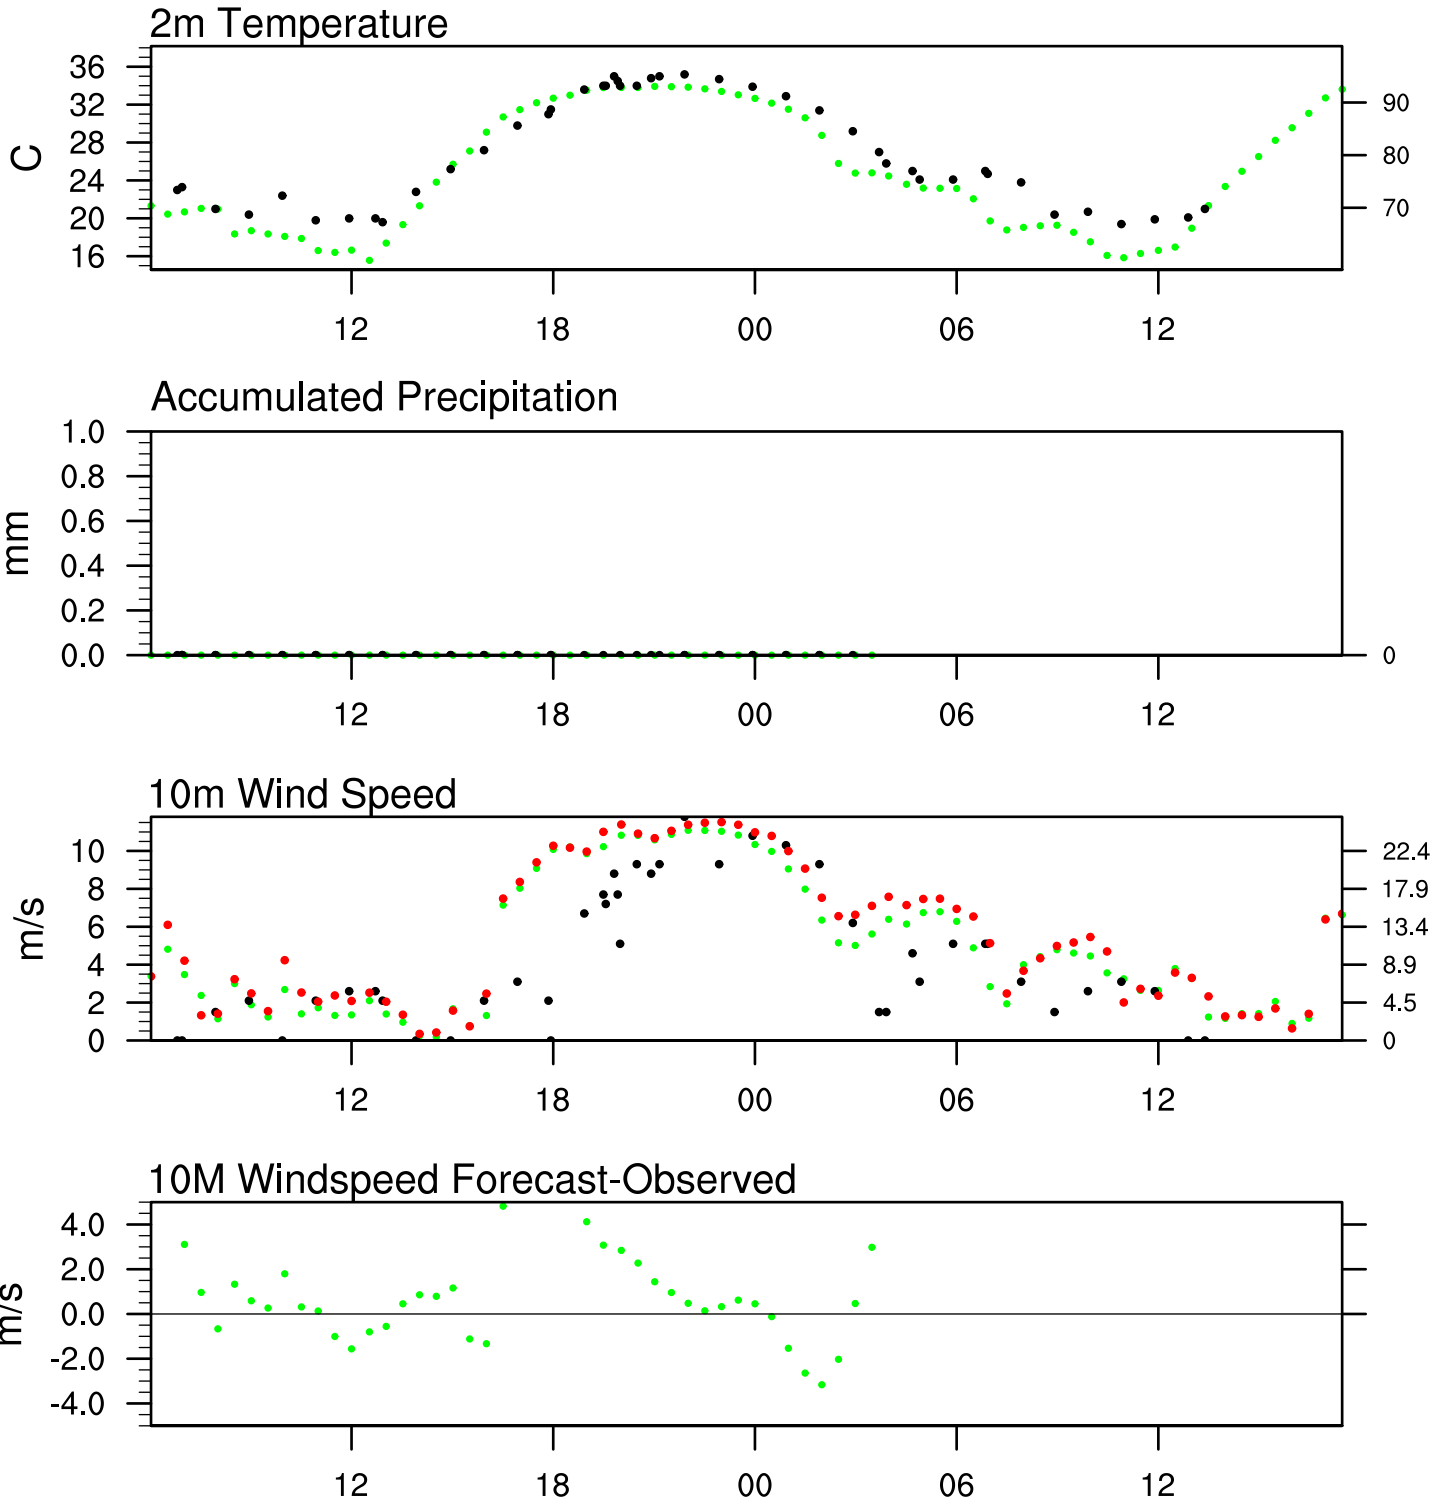 2m Temperature
36
32
28
24
20
16
C
90
80
70
12 18 00 06 12
Accumulated Precipitation
1.0
0.8
0.6
0.4
0.2
0.0
mm
0
12 18 00 06 12
10m Wind Speed
10
8
6
4
2
0
m/s
22.4
17.9
13.4
8.9
4.5
0
12 18 00 06 12
10M Windspeed Forecast-Observed
4.0
2.0
0.0
-2.0
-4.0
m/s
12 18 00 06 12